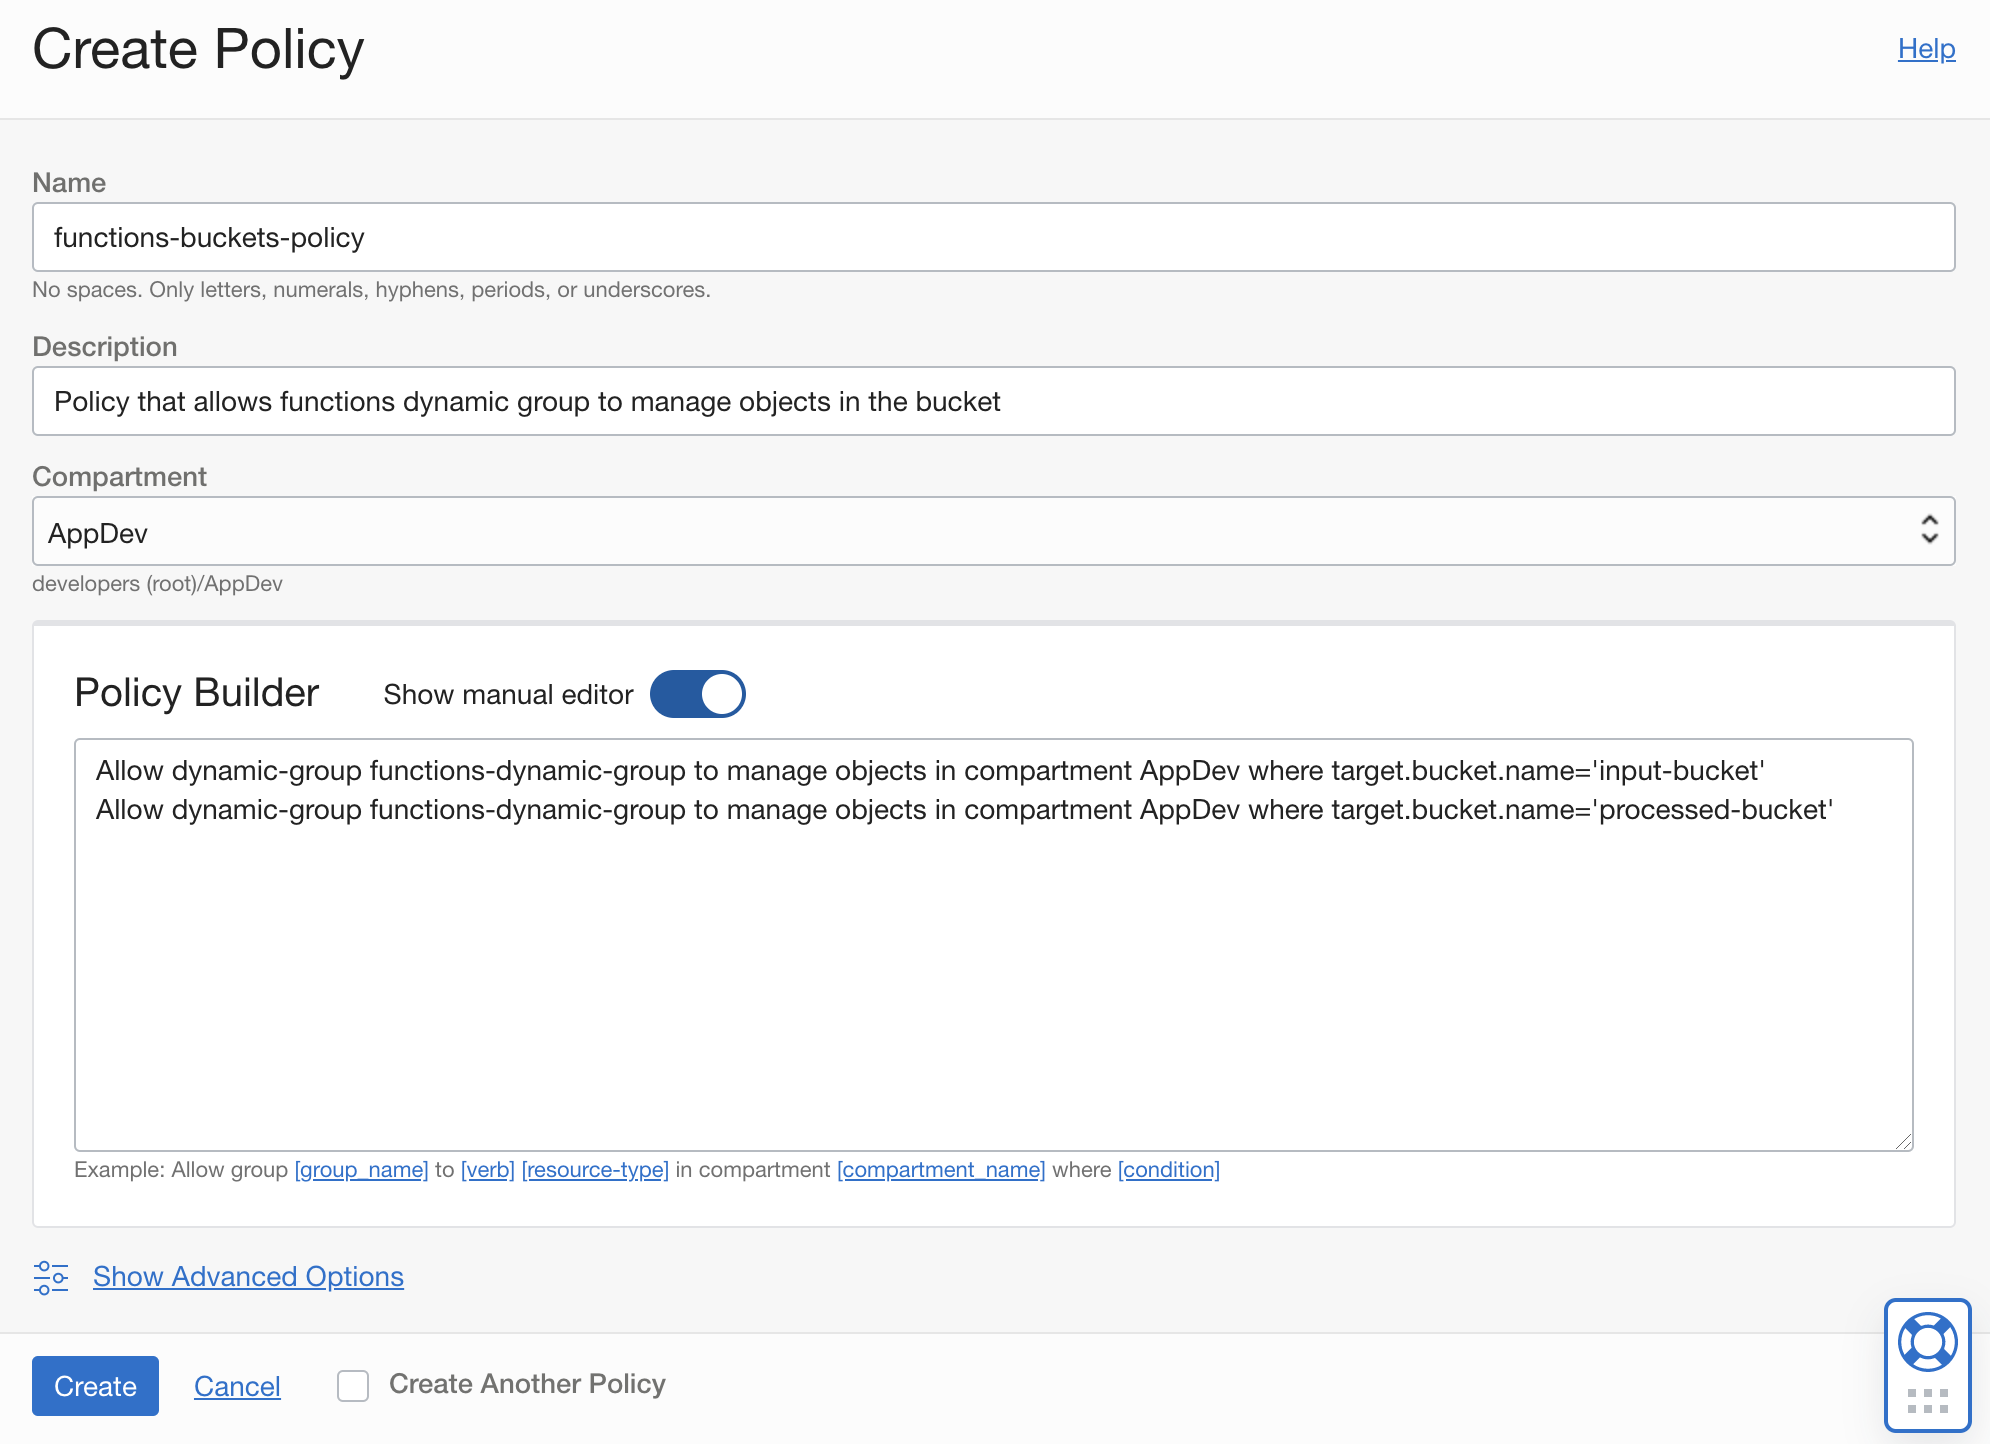 Create Policy
Help
Name
functions-buckets-policy
No spaces. Only letters, numerals, hyphens, periods, or underscores.
Description
Policy that allows functions dynamic group to manage objects in the bucket
Compartment
AppDev
developers (root)/AppDev
Policy Builder
Show manual editor
Allow dynamic-group functions-dynamic-group to manage objects in compartment AppDev where target.bucket.name='input-bucket'
Allow dynamic-group functions-dynamic-group to manage objects in compartment AppDev where target.bucket.name='processed-bucket'
Example: Allow group [group_name] to [verb] [resource-type] in compartment [compartment_name] where [condition]
Show Advanced Options
Create
Cancel
Create Another Policy